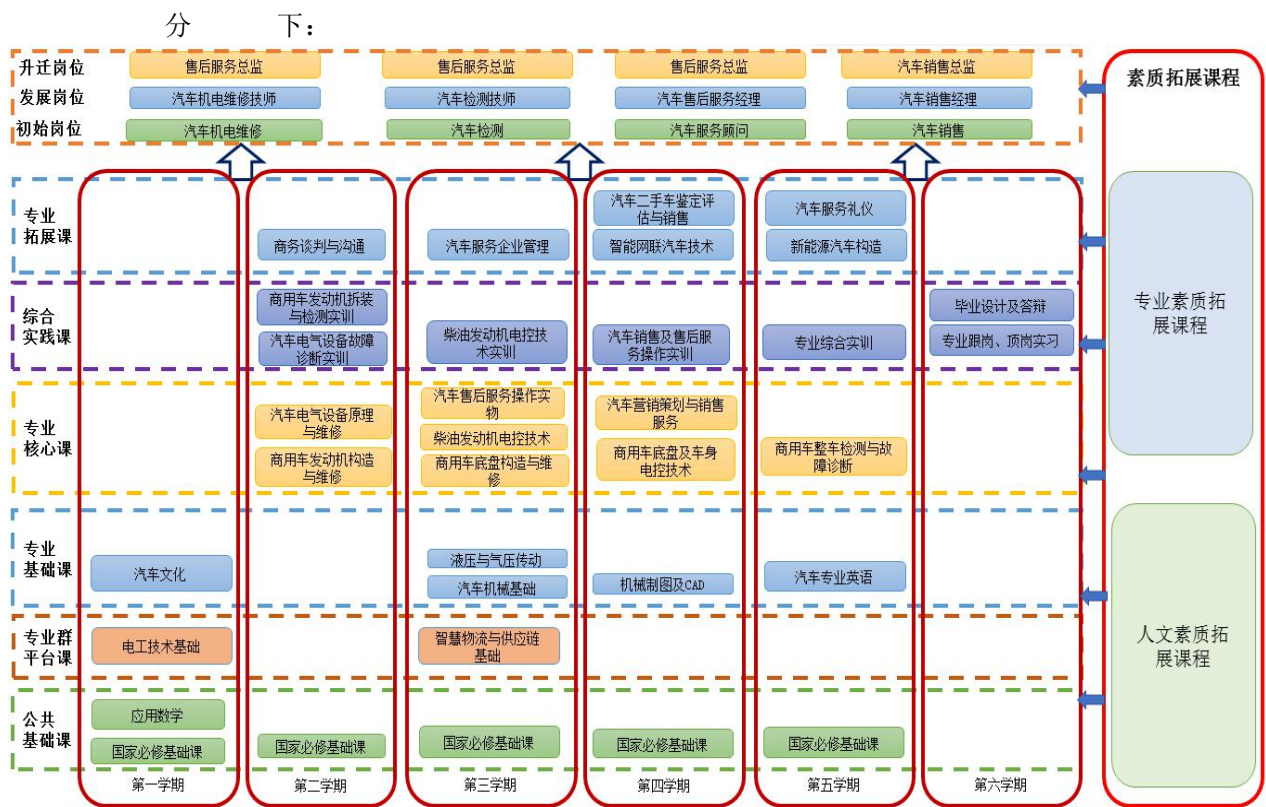 分 下：
升迁岗位 售后服务总监 售后服务总监 售后服务总监 汽车销售总监
发展岗位 汽车机电维修技师 汽车检测技师 汽车售后服务经理 汽车销售经理
初始岗位 汽车机电维修 汽车检测 汽车服务顾问 汽车销售
素质拓展课程
专业
拓展课
商务谈判与沟通
汽车服务企业管理
汽车二手车鉴定评
估与销售
智能网联汽车技术
汽车服务礼仪
新能源汽车构造
综合
实践课
商用车发动机拆装
与检测实训
汽车电气设备故障
诊断实训
柴油发动机电控技
术实训
汽车销售及售后服
务操作实训
专业综合实训
毕业设计及答辩
专业跟岗、顶岗实习
专业
核心课
汽车电气设备原理
与维修
商用车发动机构造
与维修
汽车售后服务操作实
物
柴油发动机电控技术
商用车底盘构造与维
修
汽车营销策划与销售
服务
商用车底盘及车身
电控技术
商用车整车检测与故
障诊断
专业
基础课
汽车文化
液压与气压传动
汽车机械基础
机械制图及CAD
汽车专业英语
专业群
平台课
电工技术基础
智慧物流与供应链
基础
公共
基础课
应用数学
国家必修基础课
国家必修基础课
国家必修基础课
国家必修基础课
国家必修基础课
第一学期 第二学期 第三学期 第四学期 第五学期 第六学期
专业素质拓
展课程
人文素质拓
展课程